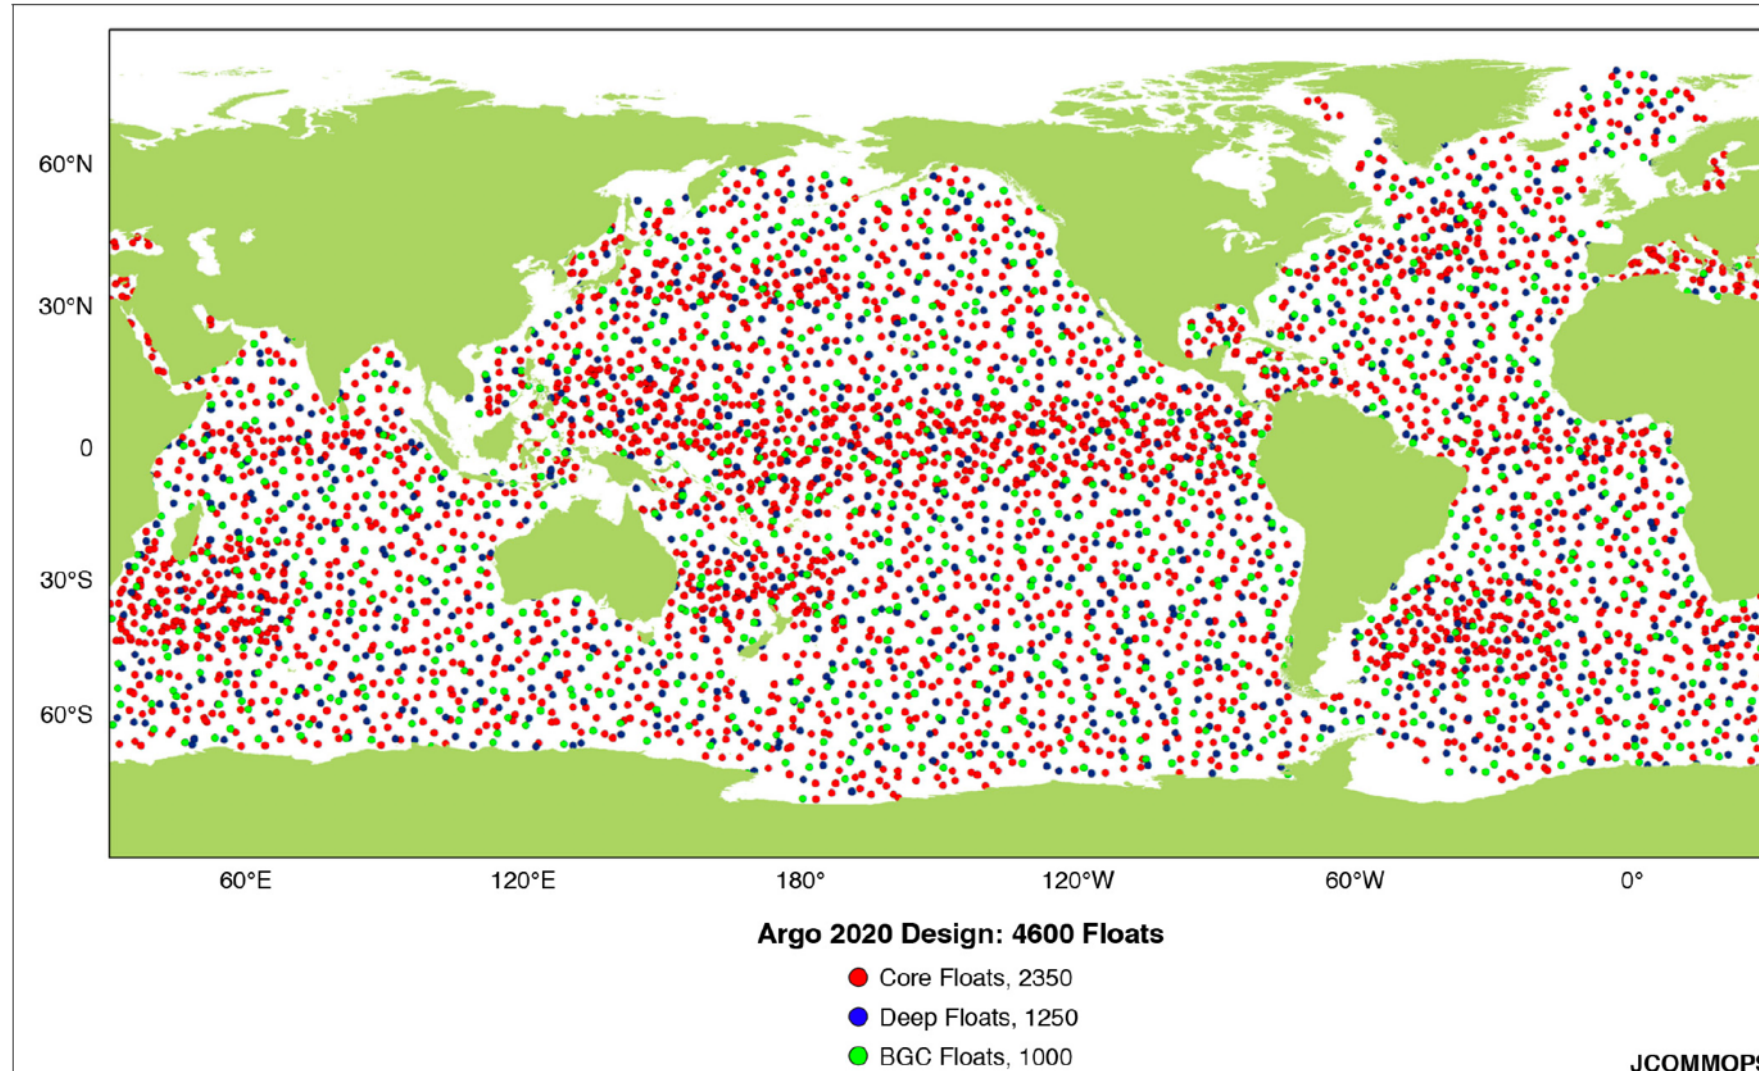 60°N
30°N
0
30°S
60°S
60°E 120°E 180° 120°W 60°W 0°
Argo 2020 Design: 4600 Floats
Core Floats, 2350
Deep Floats, 1250
BGC Floats, 1000
JCOMMOPS